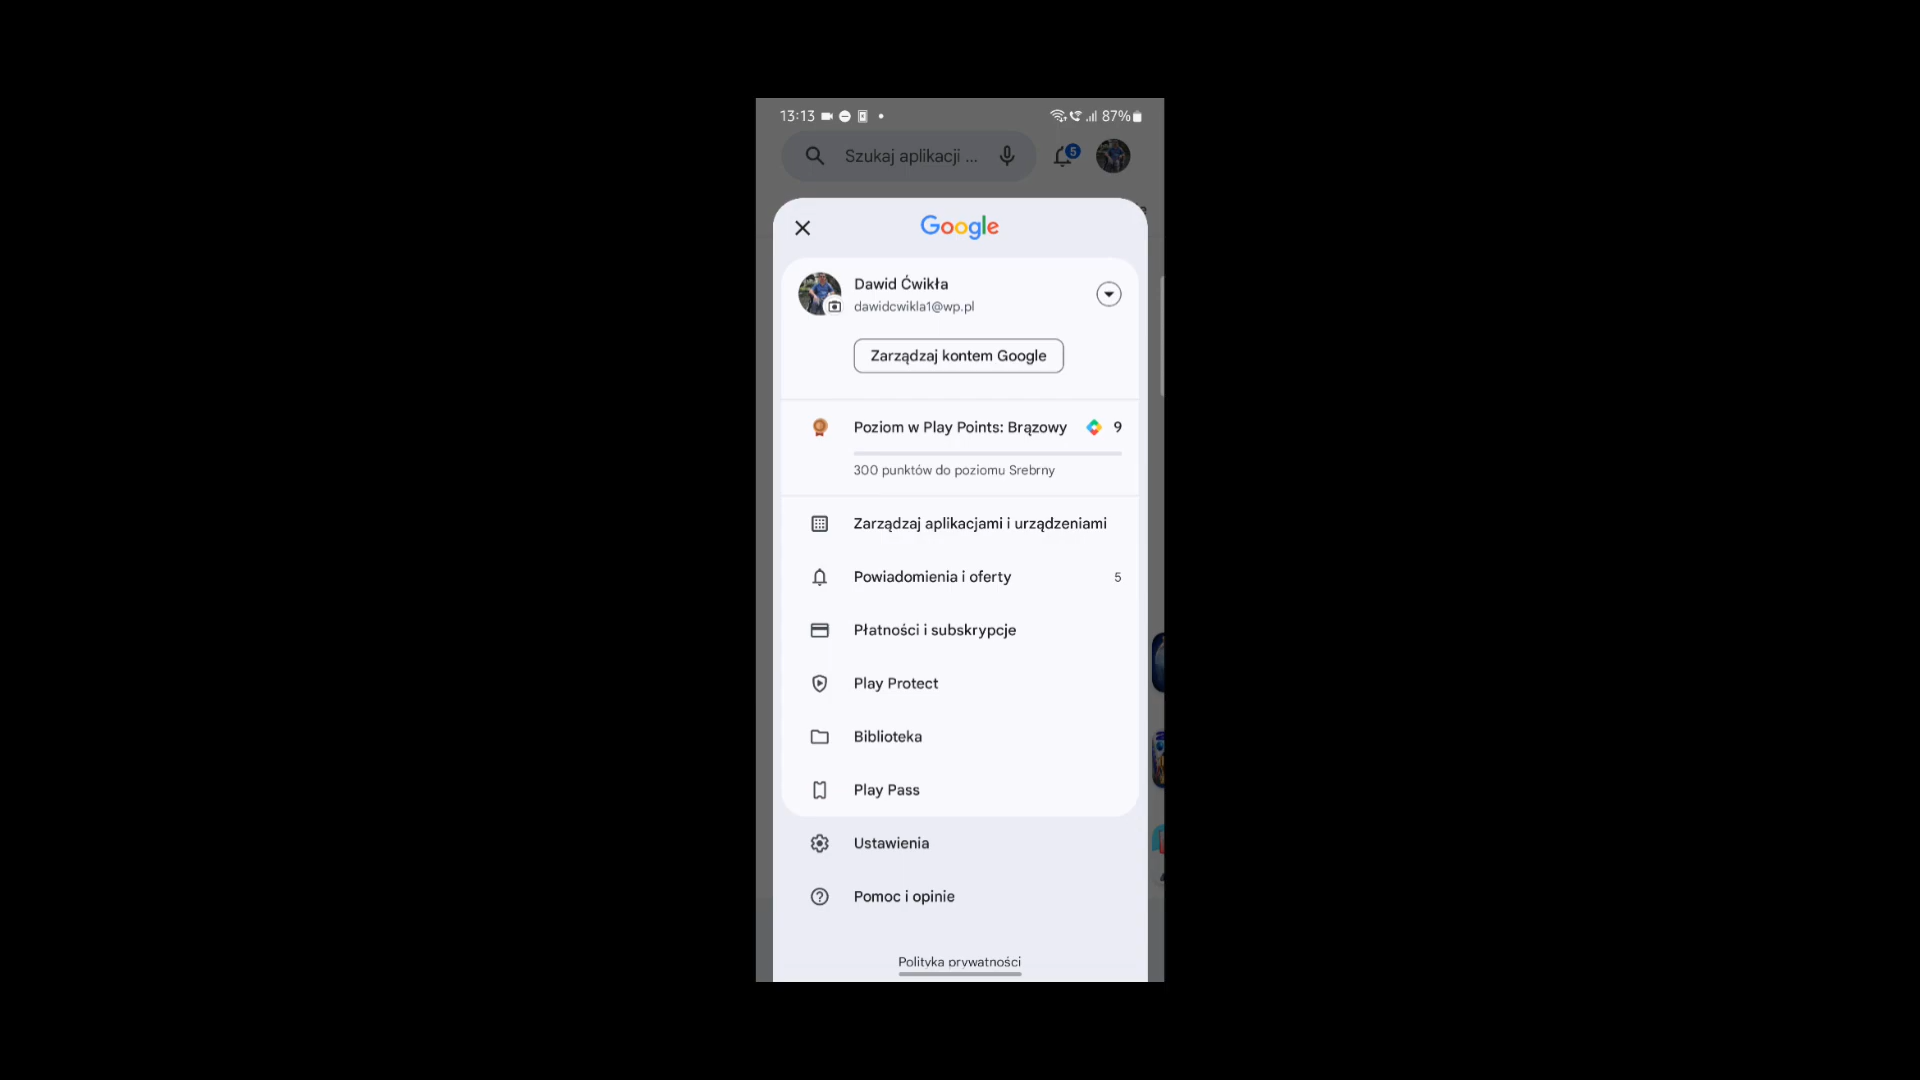 13:13
87%
Szukaj aplikacji ...
5
Google
Dawid Ćwikła
dawidcwikla1@wp.pl
Zarządzaj kontem Google
Poziom w Play Points: Brązowy 9
300 punktów do poziomu Srebrny
Zarządzaj aplikacjami i urządzeniami
Powiadomienia i oferty 5
Płatności i subskrypcje
Play Protect
Biblioteka
Play Pass
Ustawienia
Pomoc i opinie
Polityka prywatności